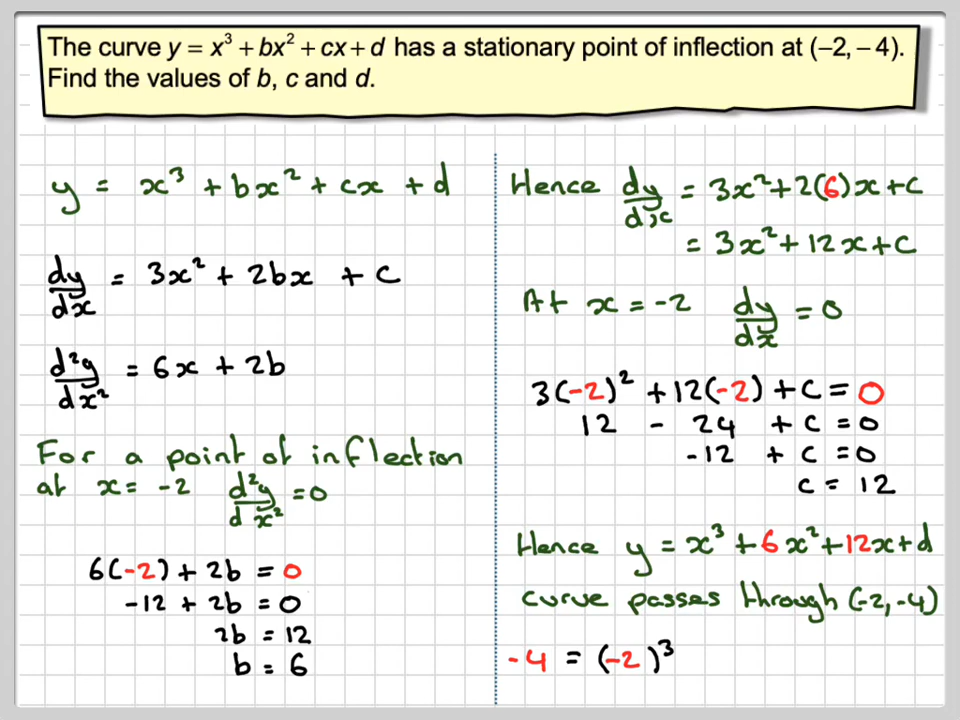 The curve y = x³ + bx² + cx + d has a stationary point of inflection at (−2, − 4).
Find the values of b, c and d.
y = x³ + bx² + cx + d
dy/dx = 3x² + 2bx + c
d²y/dx² = 6x + 2b
For a point of inflection
at x = -2 d²y/dx² = 0
6(-2) + 2b = 0
-12 + 2b = 0
2b = 12
b = 6
Hence dy/dx = 3x² + 2(6)x + c
= 3x² + 12x + c
At x = -2 dy/dx = 0
3(-2)² + 12(-2) + c = 0
12 - 24 + c = 0
-12 + c = 0
c = 12
Hence y = x³ + 6x² + 12x + d
curve passes through (-2, -4)
-4 = (-2)³